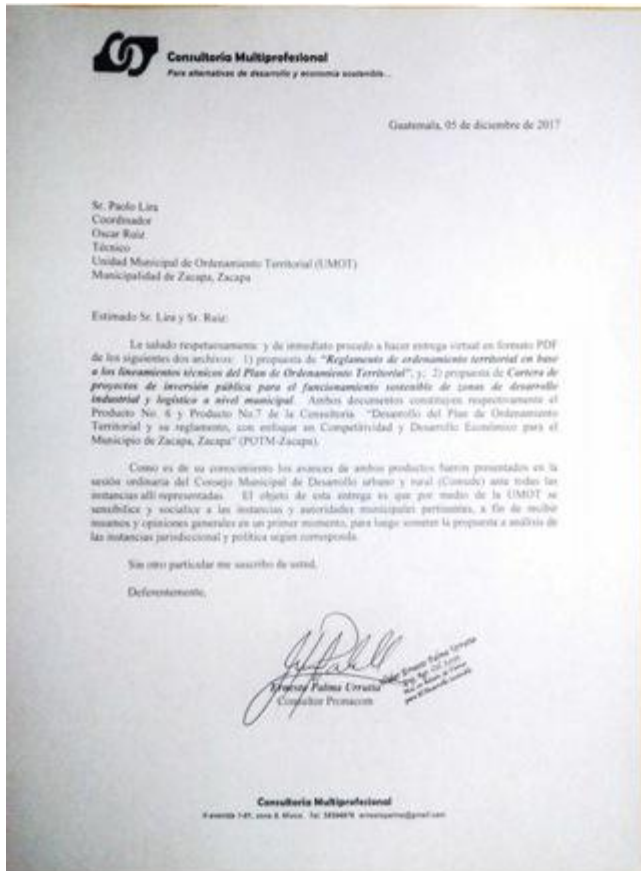 Consultoría Multiprofesional
Para alternativas de desarrollo y economía sostenible...
Guatemala, 05 de diciembre de 2017
Sr. Paolo Lira
Coordinador
Oscar Ruiz
Técnico
Unidad Municipal de Ordenamiento Territorial (UMOT)
Municipalidad de Zacapa, Zacapa
Estimado Sr. Lira y Sr. Ruiz:
Le saludo respetuosamente y de inmediato procedo a hacer entrega virtual en formato PDF
de los siguientes dos archivos: 1) propuesta de "Reglamento de ordenamiento territorial en base
a los lineamientos técnicos del Plan de Ordenamiento Territorial", y, 2) propuesta de Cartera de
proyectos de inversión pública para el funcionamiento sostenible de zonas de desarrollo
industrial y logístico a nivel municipal. Ambos documentos constituyen respectivamente el
Producto No. 6 y Producto No.7 de la Consultoría "Desarrollo del Plan de Ordenamiento
Territorial y su reglamento, con enfoque en Competitividad y Desarrollo Económico para el
Municipio de Zacapa, Zacapa" (POTM-Zacapa).
Como es de su conocimiento los avances de ambos productos fueron presentados en la
sesión ordinaria del Consejo Municipal de Desarrollo urbano y rural (Comude) ante todas las
instancias allí representadas. El objeto de esta entrega es que por medio de la UMOT se
sensibilice y socialice a las instancias y autoridades municipales pertinentes, a fin de recibir
insumos y opiniones generales en un primer momento, para luego someter la propuesta a análisis de
las instancias jurisdiccional y política según corresponda.
Sin otro particular me suscribo de usted,
Deferentemente,
Ernesto Palma Urrutia
Consultor Pronacom
Ernesto Palma Urrutia
Consultoría Multiprofesional